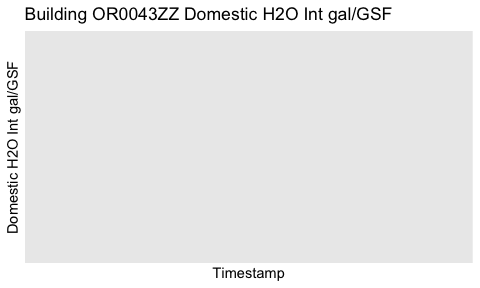 Building OR0043ZZ Domestic H2O Int gal/GSF
Domestic H2O Int gal/GSF
Timestamp